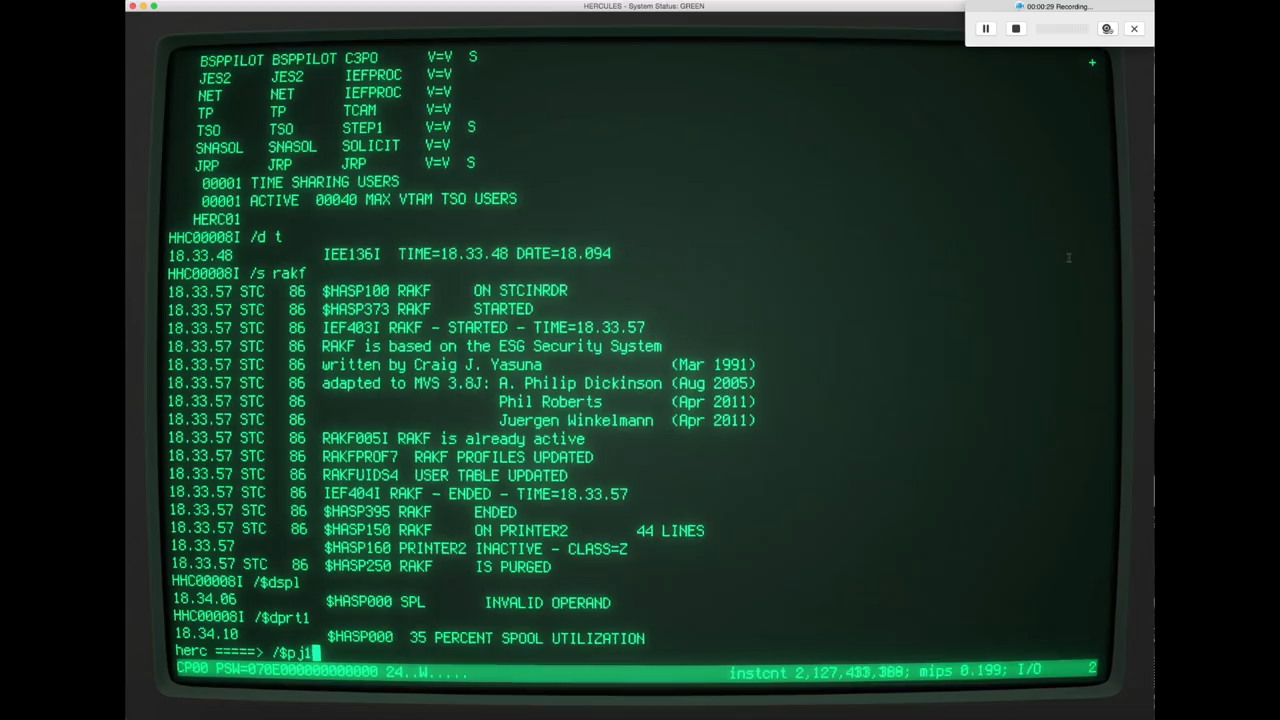 HERCULES - System Status: GREEN
00:00:29 Recording...
BSPPILOT BSPPILOT C3PO V=V S
JES2 JES2 IEFPROC V=V
NET NET IEFPROC V=V
TP TP TCAM V=V
TSO TSO STEP1 V=V S
SNASOL SNASOL SOLICIT V=V
JRP JRP JRP V=V S
00001 TIME SHARING USERS
00001 ACTIVE 00040 MAX VTAM TSO USERS
HERC01
HHC00008I /d t
18.33.48 IEE136I TIME=18.33.48 DATE=18.094
HHC00008I /s rakf
18.33.57 STC 86 $HASP100 RAKF ON STCINRDR
18.33.57 STC 86 $HASP373 RAKF STARTED
18.33.57 STC 86 IEF403I RAKF - STARTED - TIME=18.33.57
18.33.57 STC 86 RAKF is based on the ESG Security System
18.33.57 STC 86 written by Craig J. Yasuna (Mar 1991)
18.33.57 STC 86 adapted to MVS 3.8J: A. Philip Dickinson (Aug 2005)
18.33.57 STC 86 Phil Roberts (Apr 2011)
18.33.57 STC 86 Juergen Winkelmann (Apr 2011)
18.33.57 STC 86 RAKF005I RAKF is already active
18.33.57 STC 86 RAKFPROF7 RAKF PROFILES UPDATED
18.33.57 STC 86 RAKFUIDS4 USER TABLE UPDATED
18.33.57 STC 86 IEF404I RAKF - ENDED - TIME=18.33.57
18.33.57 STC 86 $HASP395 RAKF ENDED
18.33.57 STC 86 $HASP150 RAKF ON PRINTER2 44 LINES
18.33.57 $HASP160 PRINTER2 INACTIVE - CLASS=Z
18.33.57 STC 86 $HASP250 RAKF IS PURGED
HHC00008I /$dspl
18.34.06 $HASP000 SPL INVALID OPERAND
HHC00008I /$dprt1
18.34.10 $HASP000 35 PERCENT SPOOL UTILIZATION
herc =====> /$pj1
CP00 PSW=070E000000000000 24..W..... instcnt mips 0.199; I/O 2